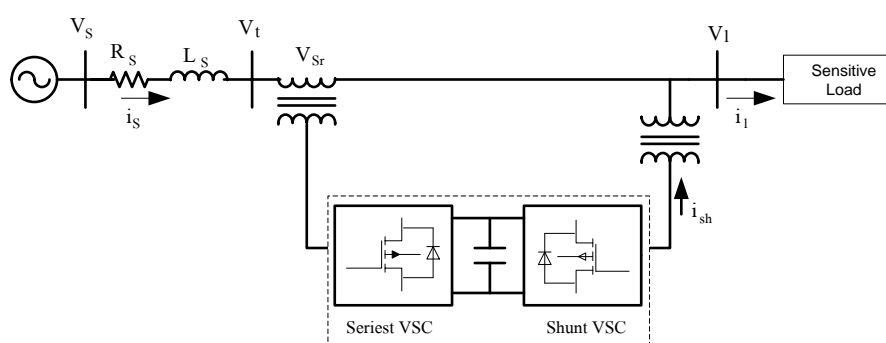 V_S
R_S
L_S
V_t
V_Sr
V_l
Sensitive
Load
i_S
i_l
i_sh
Seriest VSC
Shunt VSC